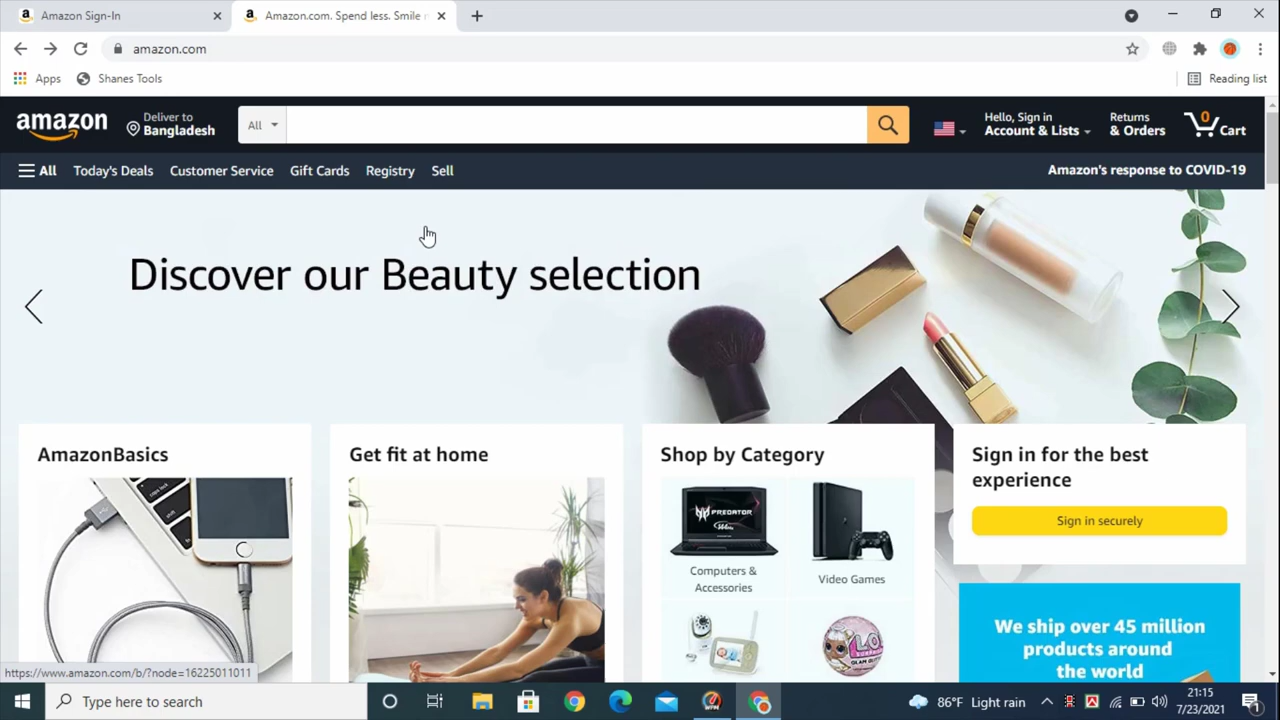 Amazon Sign-In
Amazon.com. Spend less. Smile
amazon.com
Apps
Shanes Tools
Reading list
amazon
Deliver to
Bangladesh
All
Hello, Sign in
Account & Lists
Returns
& Orders
0
Cart
All
Today's Deals
Customer Service
Gift Cards
Registry
Sell
Amazon's response to COVID-19
Discover our Beauty selection
AmazonBasics
Get fit at home
Shop by Category
Sign in for the best
experience
Sign in securely
PREDATOR
Computers &
Accessories
Video Games
We ship over 45 million
products around
the world
https://www.amazon.com/b/?node=16225011011
Type here to search
86°F Light rain
21:15
7/23/2021
1